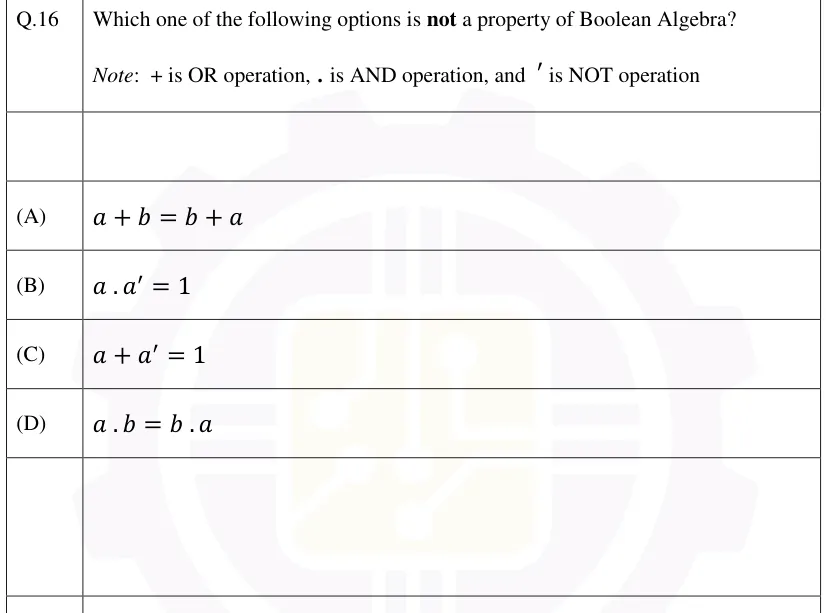 Q.16 Which one of the following options is not a property of Boolean Algebra?
Note: + is OR operation, . is AND operation, and ′ is NOT operation
(A) a + b = b + a
(B) a . a′ = 1
(C) a + a′ = 1
(D) a . b = b . a